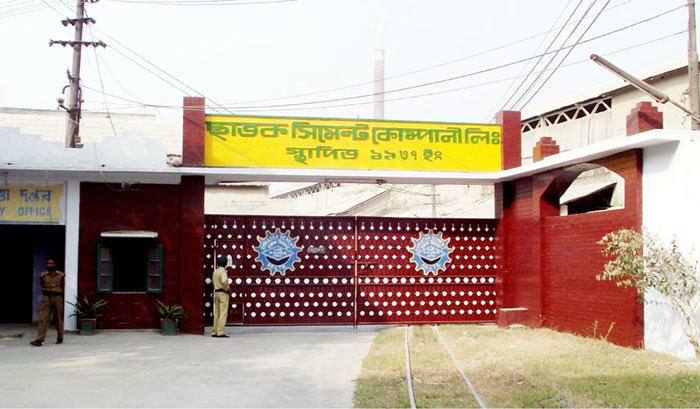 ছাতক সিমেন্ট কোম্পানী লিঃ
স্থাপিত ১৯৩৭ ইং
দপ্তর
OFFICE